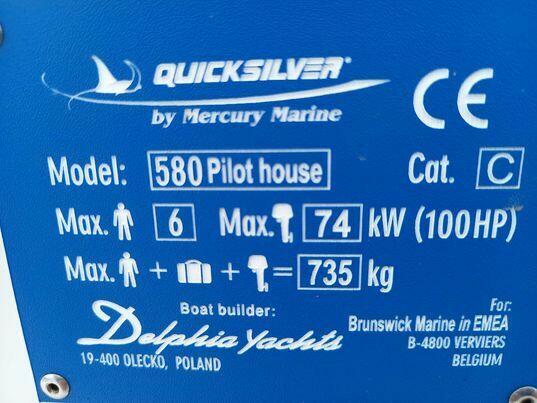 QUICKSILVER®
by Mercury Marine
CE
Model: 580 Pilot house Cat. C
Max. 6 Max. 74 kW (100HP)
Max. + + = 735 kg
Boat builder:
Delphia Yachts
19-400 OLECKO, POLAND
For:
Brunswick Marine in EMEA
B-4800 VERVIERS
BELGIUM